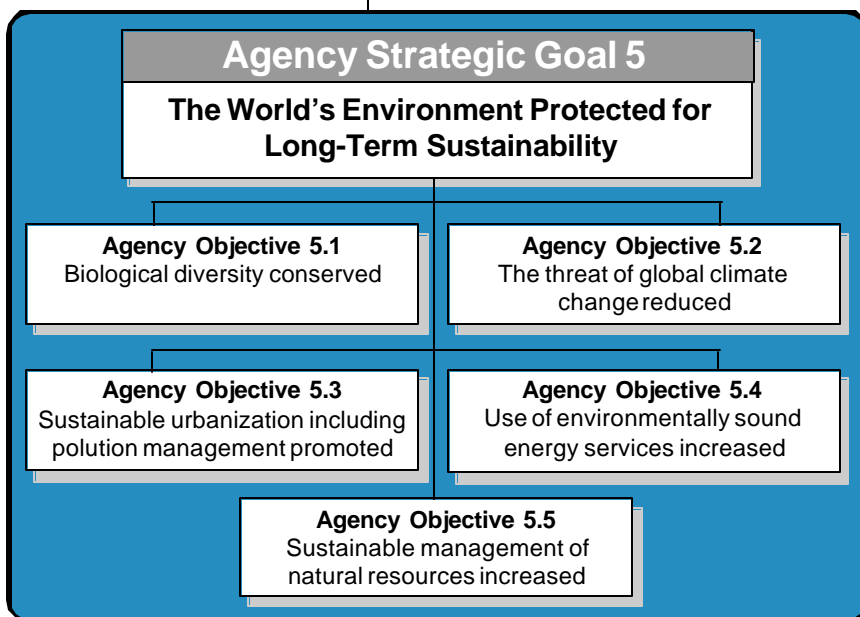 Agency Strategic Goal 5
The World's Environment Protected for
Long-Term Sustainability
Agency Objective 5.1
Biological diversity conserved
Agency Objective 5.2
The threat of global climate
change reduced
Agency Objective 5.3
Sustainable urbanization including
polution management promoted
Agency Objective 5.4
Use of environmentally sound
energy services increased
Agency Objective 5.5
Sustainable management of
natural resources increased